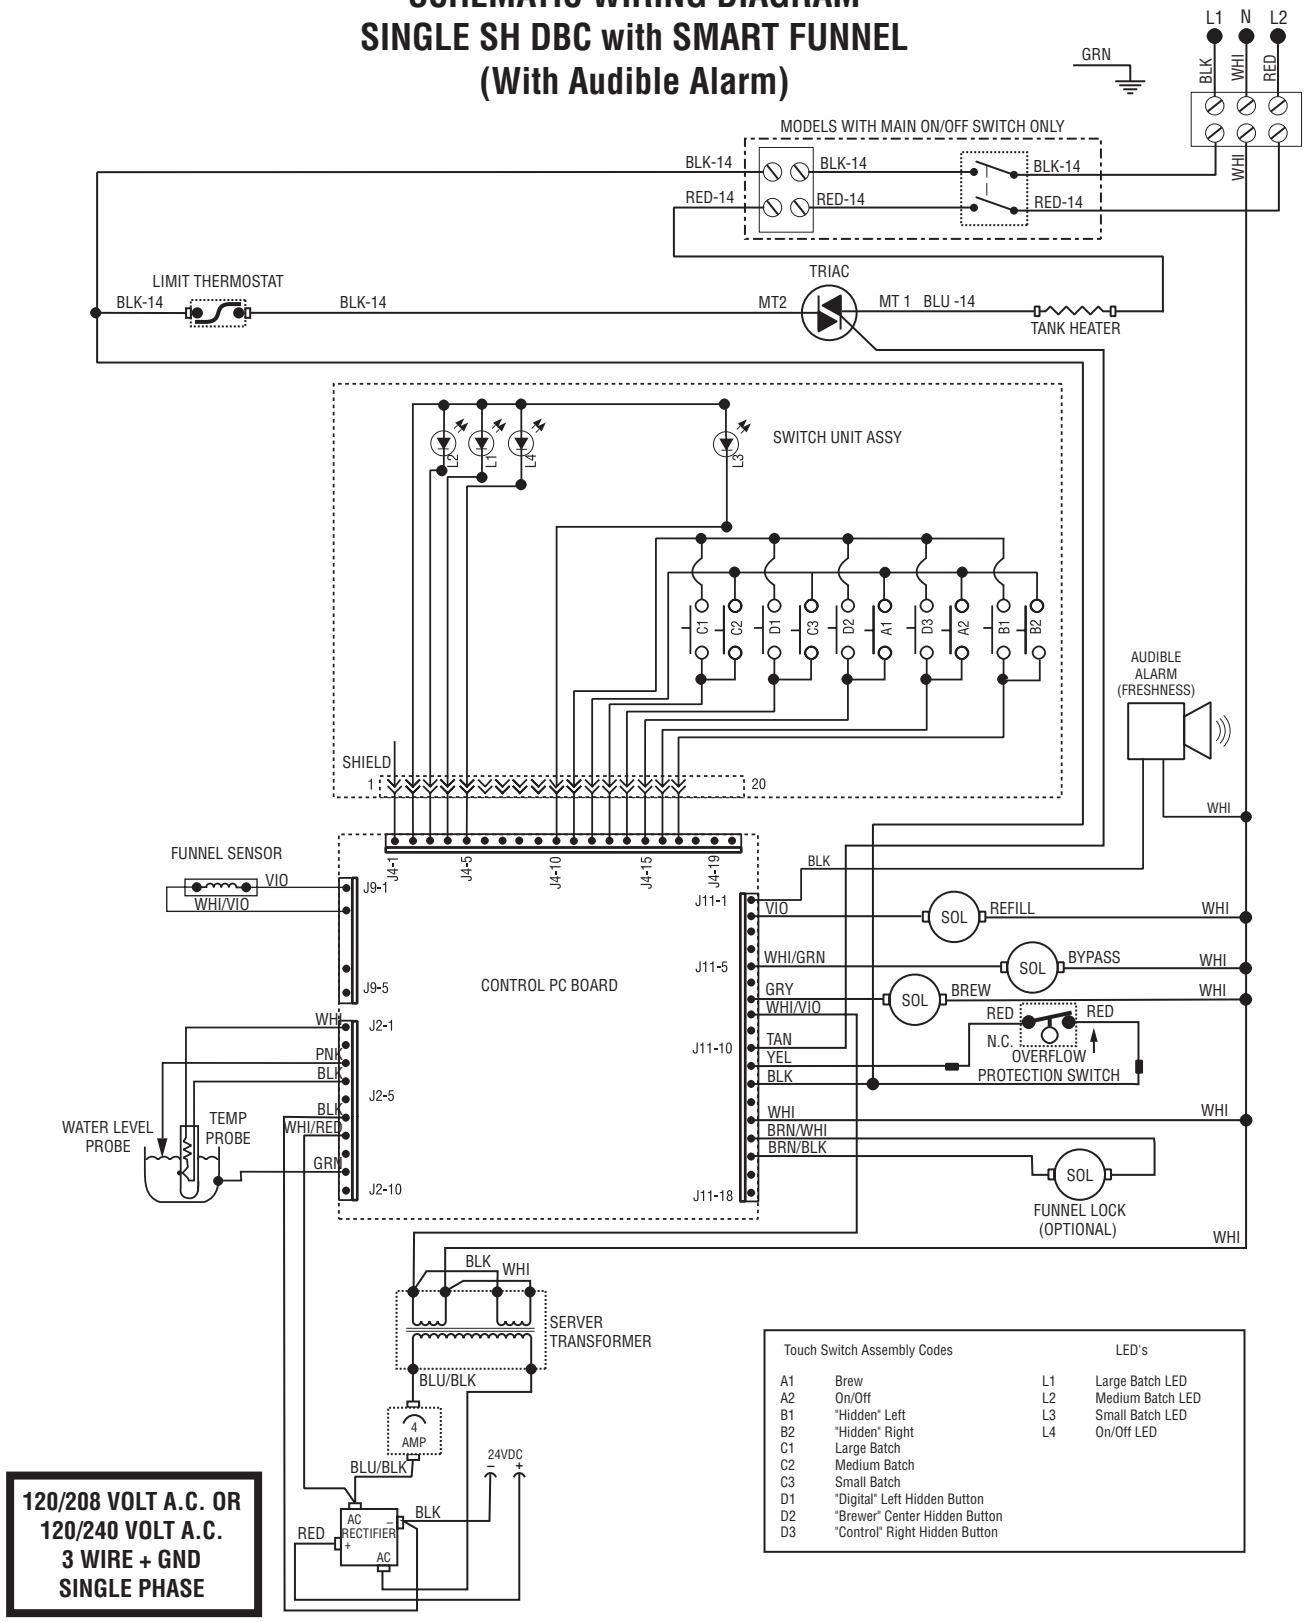 SCHEMATIC WIRING DIAGRAM
SINGLE SH DBC with SMART FUNNEL
(With Audible Alarm)
L1 N L2
GRN
BLK WHI RED
MODELS WITH MAIN ON/OFF SWITCH ONLY
BLK-14 BLK-14 BLK-14
WHI
RED-14 RED-14 RED-14
LIMIT THERMOSTAT
TRIAC
BLK-14 BLK-14 MT2 MT 1 BLU -14
TANK HEATER
SWITCH UNIT ASSY
L2 L1 L4 L3
C1 C2 D1 C3 D2 A1 D3 A2 B1 B2
AUDIBLE
ALARM
(FRESHNESS)
SHIELD
1 20
WHI
FUNNEL SENSOR
VIO
WHI/VIO
J4-1 J4-5 J4-10 J4-15 J4-19
BLK
J9-1
J9-5
J11-1
VIO
SOL REFILL WHI
J11-5
WHI/GRN
SOL BYPASS WHI
CONTROL PC BOARD
GRY
SOL BREW WHI
WHI/VIO
RED RED
N.C.
OVERFLOW
PROTECTION SWITCH
J11-10
TAN
YEL
BLK
WHI WHI
BRN/WHI
BRN/BLK
J11-18
SOL
FUNNEL LOCK
(OPTIONAL)
WHI
WHI J2-1
PNK
BLK
J2-5
BLK
WHI/RED
GRN
J2-10
WATER LEVEL
PROBE
TEMP
PROBE
BLK
WHI
SERVER
TRANSFORMER
BLU/BLK
4
AMP
BLU/BLK
24VDC
– +
BLK
RED
AC –
RECTIFIER
+
AC
120/208 VOLT A.C. OR
120/240 VOLT A.C.
3 WIRE + GND
SINGLE PHASE
Touch Switch Assembly Codes
A1 Brew
A2 On/Off
B1 "Hidden" Left
B2 "Hidden" Right
C1 Large Batch
C2 Medium Batch
C3 Small Batch
D1 "Digital" Left Hidden Button
D2 "Brewer" Center Hidden Button
D3 "Control" Right Hidden Button
LED's
L1 Large Batch LED
L2 Medium Batch LED
L3 Small Batch LED
L4 On/Off LED